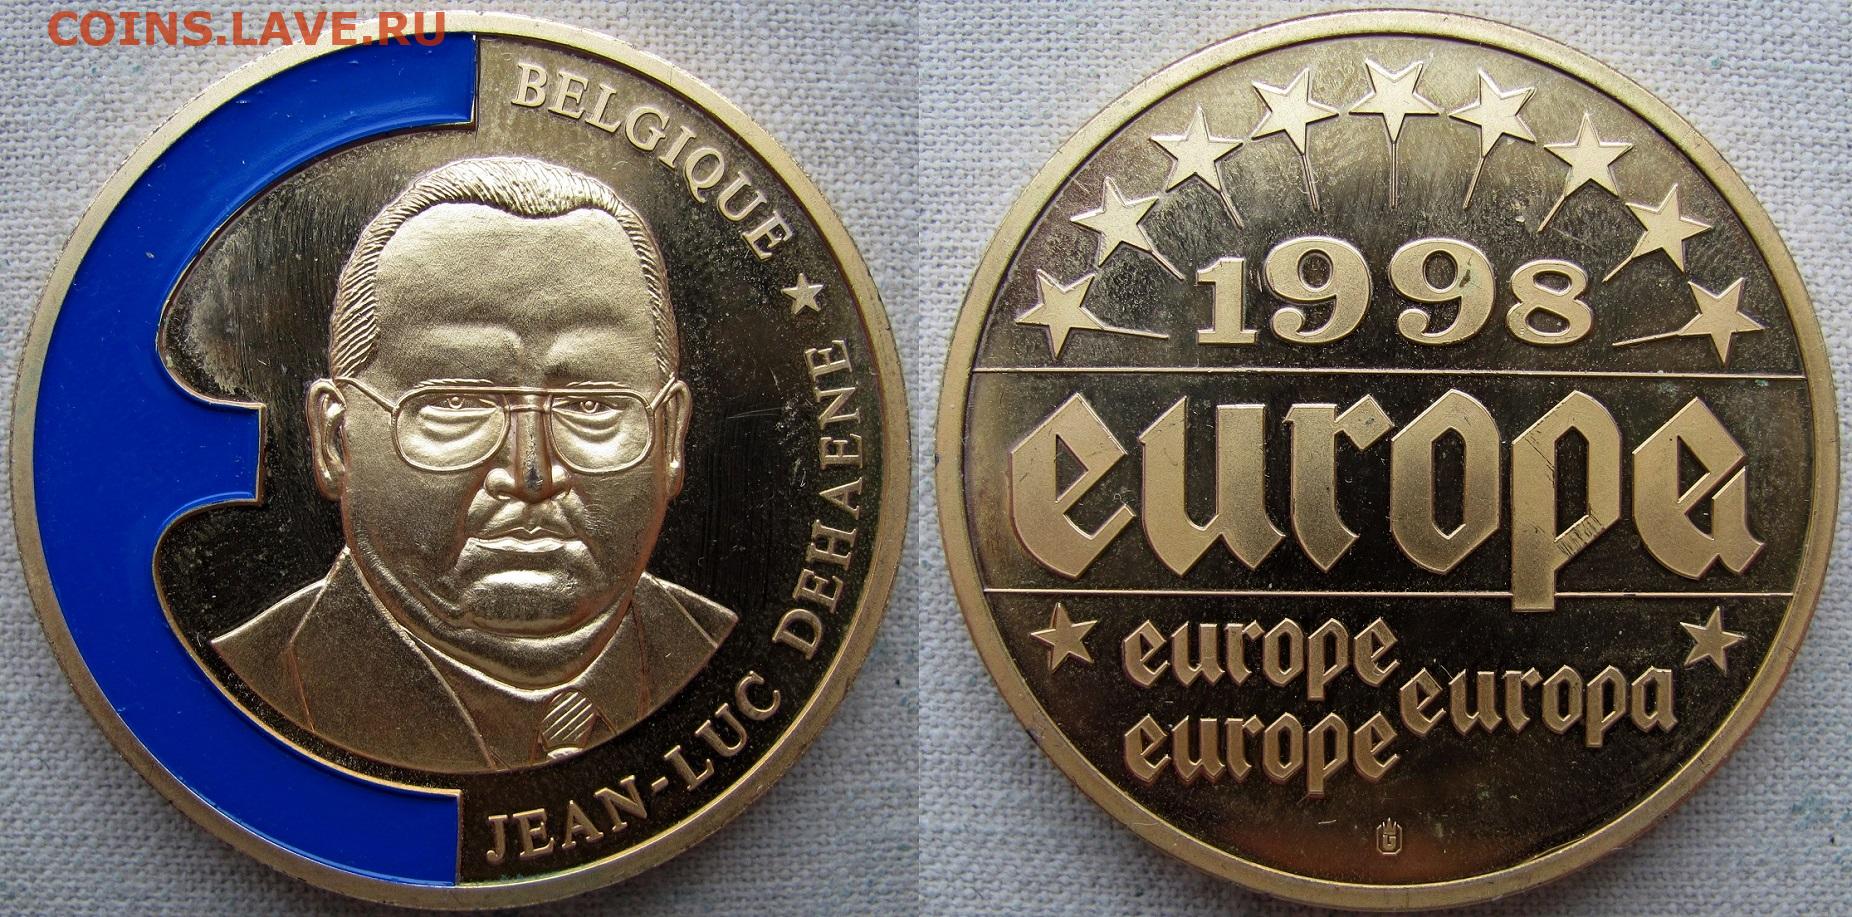 COINS.LAVE.RU
BELGIQUE ★
JEAN-LUC DEHAENE
1998
europa
europe
europa
europe